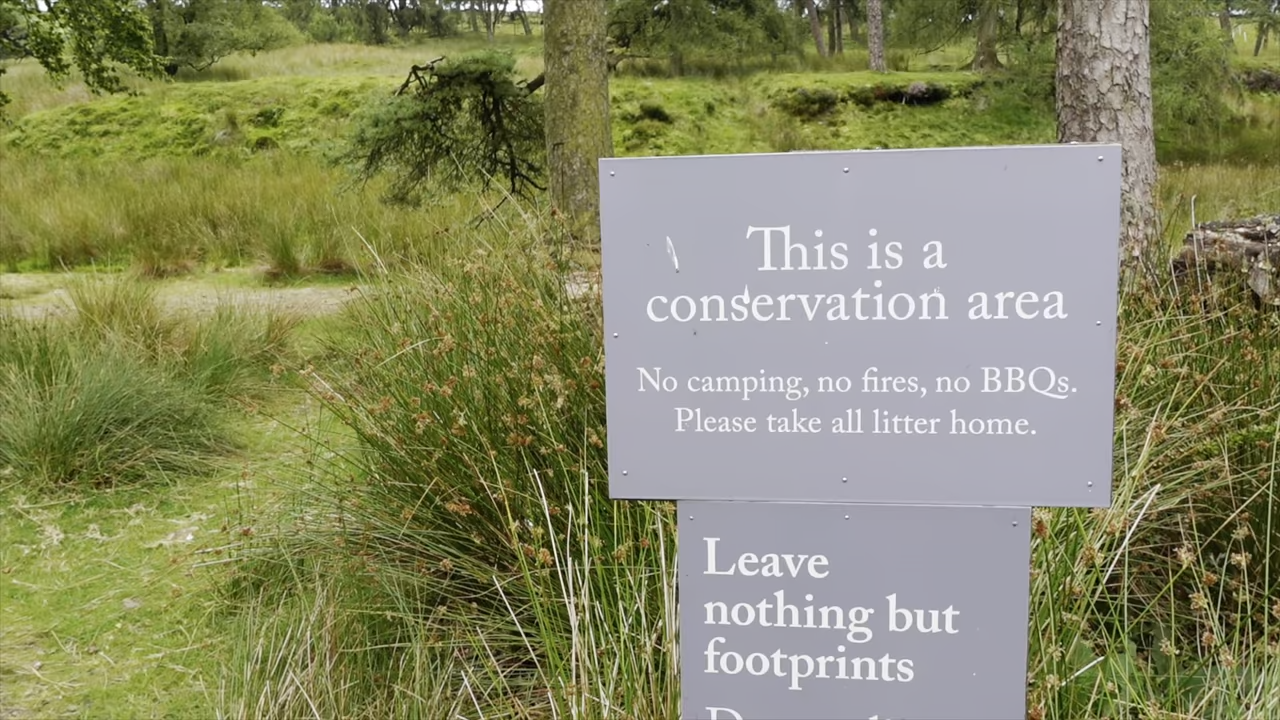 This is a
conservation area
No camping, no fires, no BBQs.
Please take all litter home.
Leave
nothing but
footprints